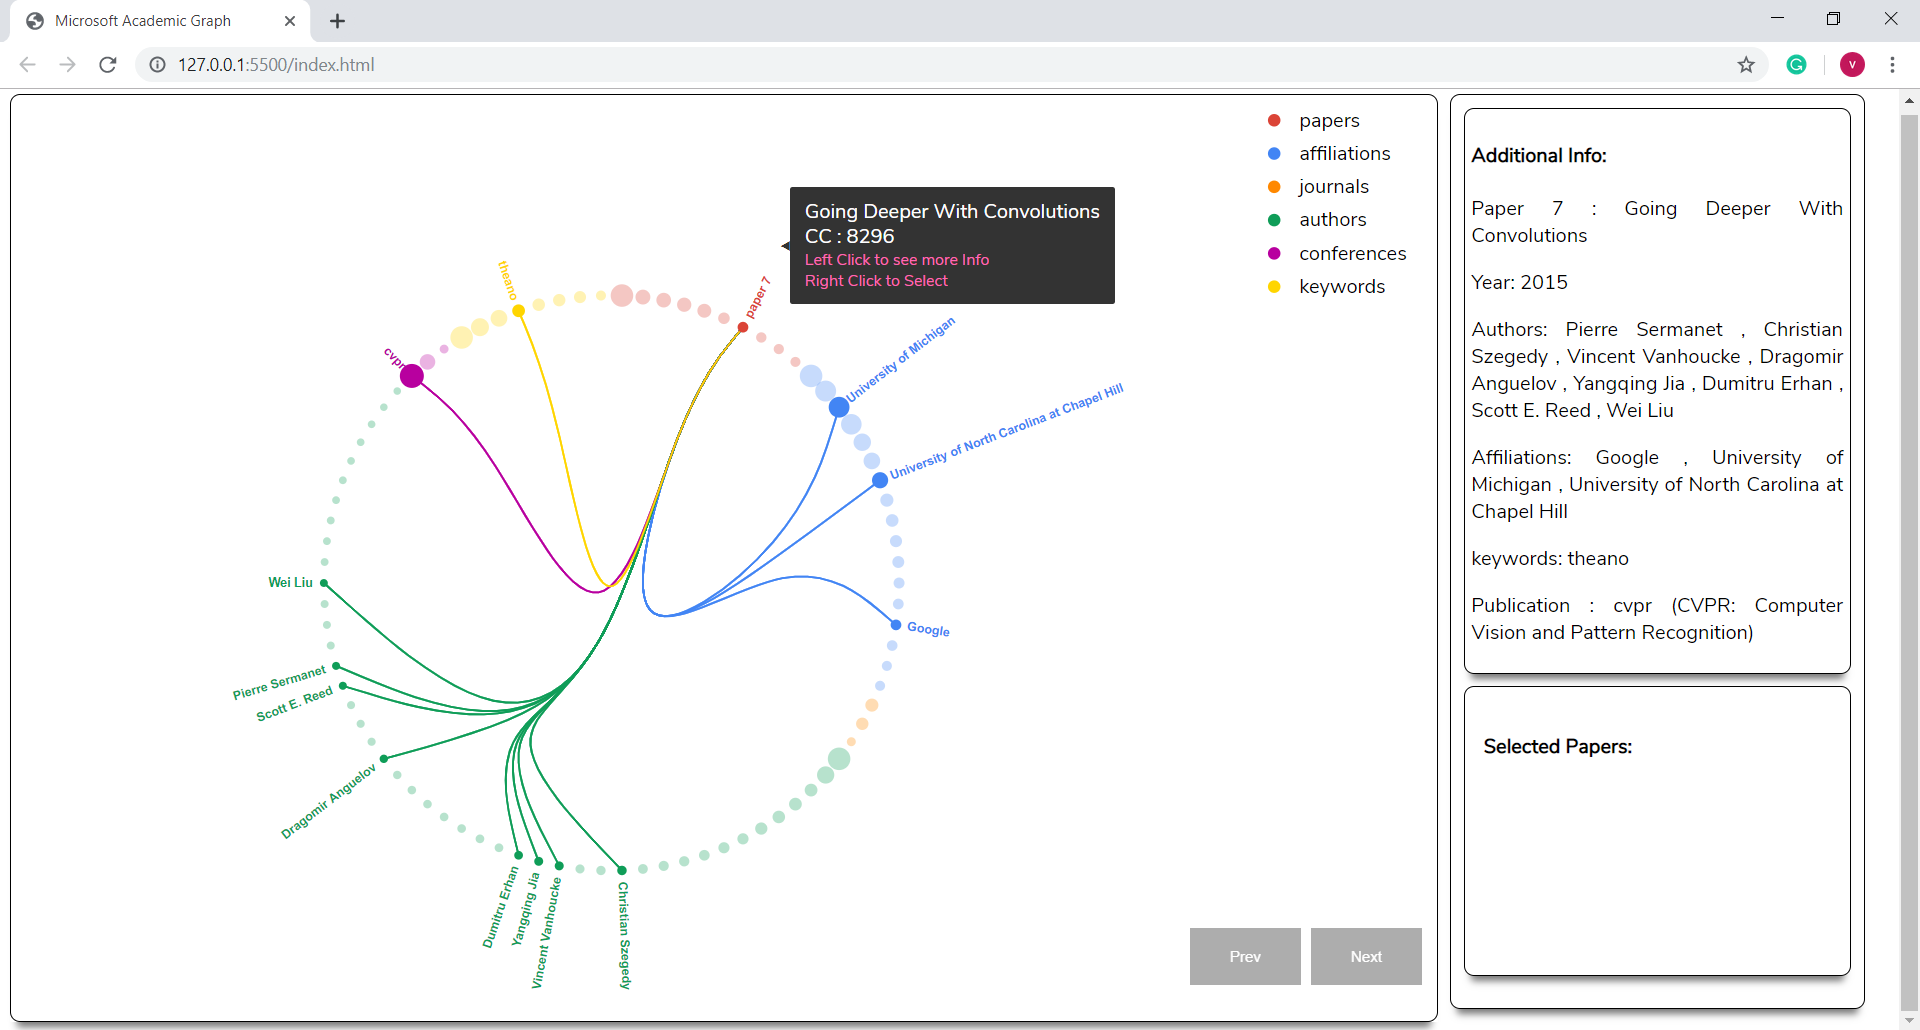 Microsoft Academic Graph
127.0.0.1:5500/index.html
V
papers
affiliations
journals
authors
conferences
keywords
Going Deeper With Convolutions
CC : 8296
Left Click to see more Info
Right Click to Select
theano
paper 7
cvpr
University of Michigan
University of North Carolina at Chapel Hill
Google
Wei Liu
Pierre Sermanet
Scott E. Reed
Dragomir Anguelov
Dumitru Erhan
Yangqing Jia
Vincent Vanhoucke
Christian Szegedy
Prev
Next
Additional Info:
Paper 7 : Going Deeper With
Convolutions
Year: 2015
Authors: Pierre Sermanet , Christian
Szegedy , Vincent Vanhoucke , Dragomir
Anguelov , Yangqing Jia , Dumitru Erhan ,
Scott E. Reed , Wei Liu
Affiliations: Google , University of
Michigan , University of North Carolina at
Chapel Hill
keywords: theano
Publication : cvpr (CVPR: Computer
Vision and Pattern Recognition)
Selected Papers: